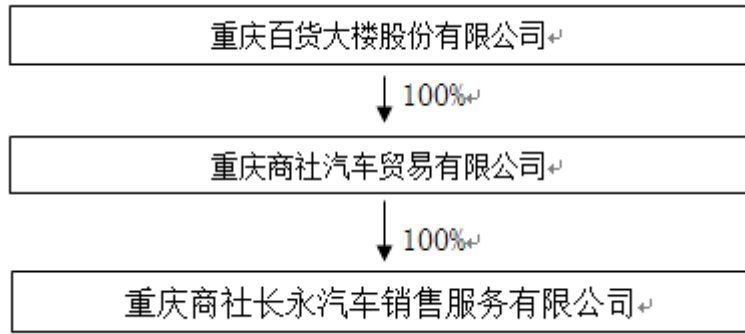 重庆百货大楼股份有限公司
100%
重庆商社汽车贸易有限公司
100%
重庆商社长永汽车销售服务有限公司